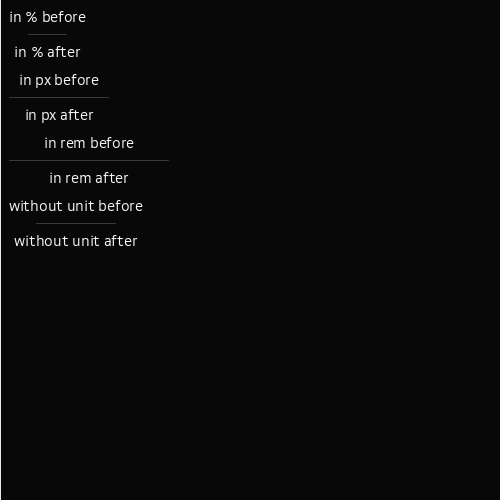 in % before
in % after
in px before
in px after
in rem before
in rem after
without unit before
without unit after